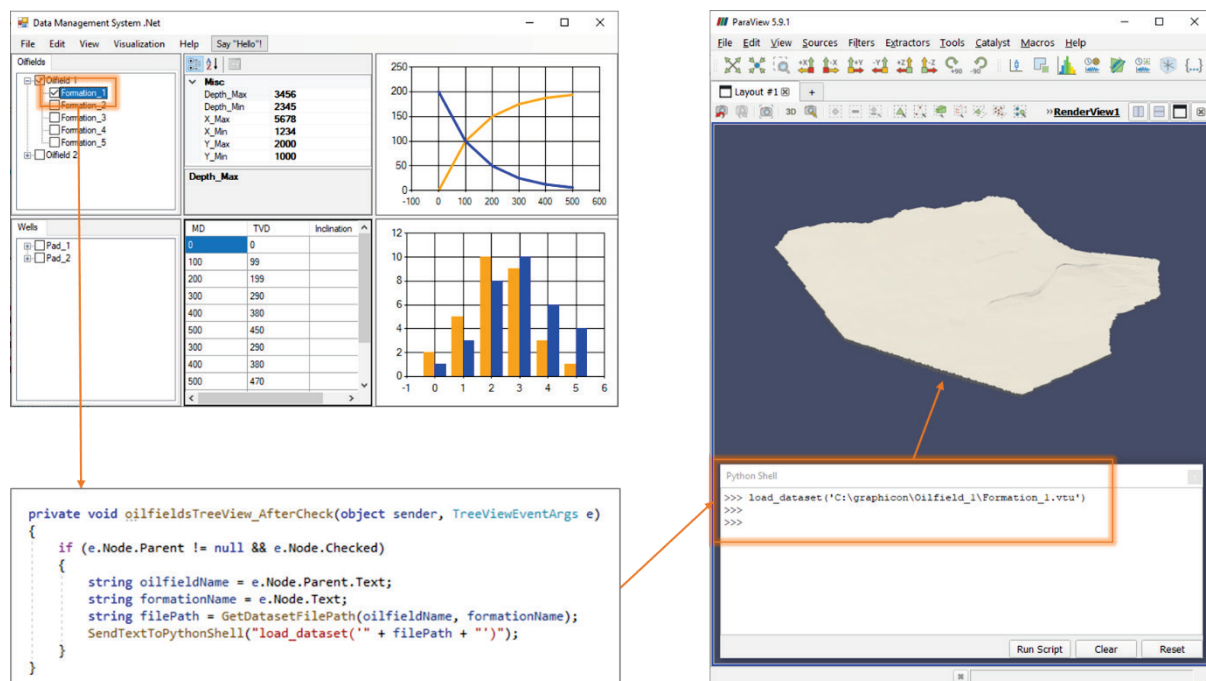 Data Management System .Net
File Edit View Visualization Help Say "Hello"!
Oilfields
Oilfield 1
Formation_1
Formation_2
Formation_3
Formation_4
Formation_5
Oilfield 2
Misc
Depth_Max 3456
Depth_Min 2345
X_Max 5678
X_Min 1234
Y_Max 2000
Y_Min 1000
Depth_Max
250
200
150
100
50
0
-100 0 100 200 300 400 500 600
Wells
Pad_1
Pad_2
MD TVD Inclination
0 0
100 99
200 199
300 290
400 380
500 450
300 290
400 380
500 470
12
10
8
6
4
2
0
-1 0 1 2 3 4 5 6
private void oilfieldsTreeView_AfterCheck(object sender, TreeViewEventArgs e)
{
if (e.Node.Parent != null && e.Node.Checked)
{
string oilfieldName = e.Node.Parent.Text;
string formationName = e.Node.Text;
string filePath = GetDatasetFilePath(oilfieldName, formationName);
SendTextToPythonShell("load_dataset('" + filePath + "')");
}
}
ParaView 5.9.1
File Edit View Sources Filters Extractors Tools Catalyst Macros Help
+X -X +Y -Y +Z -Z +90 -90 {...}
Layout #1 +
3D »RenderView1
Python Shell
>>> load_dataset('C:\graphicon\Oilfield_1\Formation_1.vtu')
>>>
>>>
Run Script Clear Reset